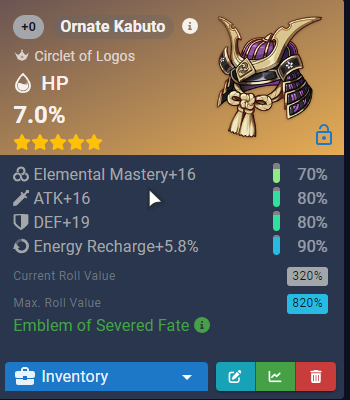 +0 Ornate Kabuto
Circlet of Logos
HP
7.0%
Elemental Mastery+16 70%
ATK+16 80%
DEF+19 80%
Energy Recharge+5.8% 90%
Current Roll Value 320%
Max. Roll Value 820%
Emblem of Severed Fate
Inventory